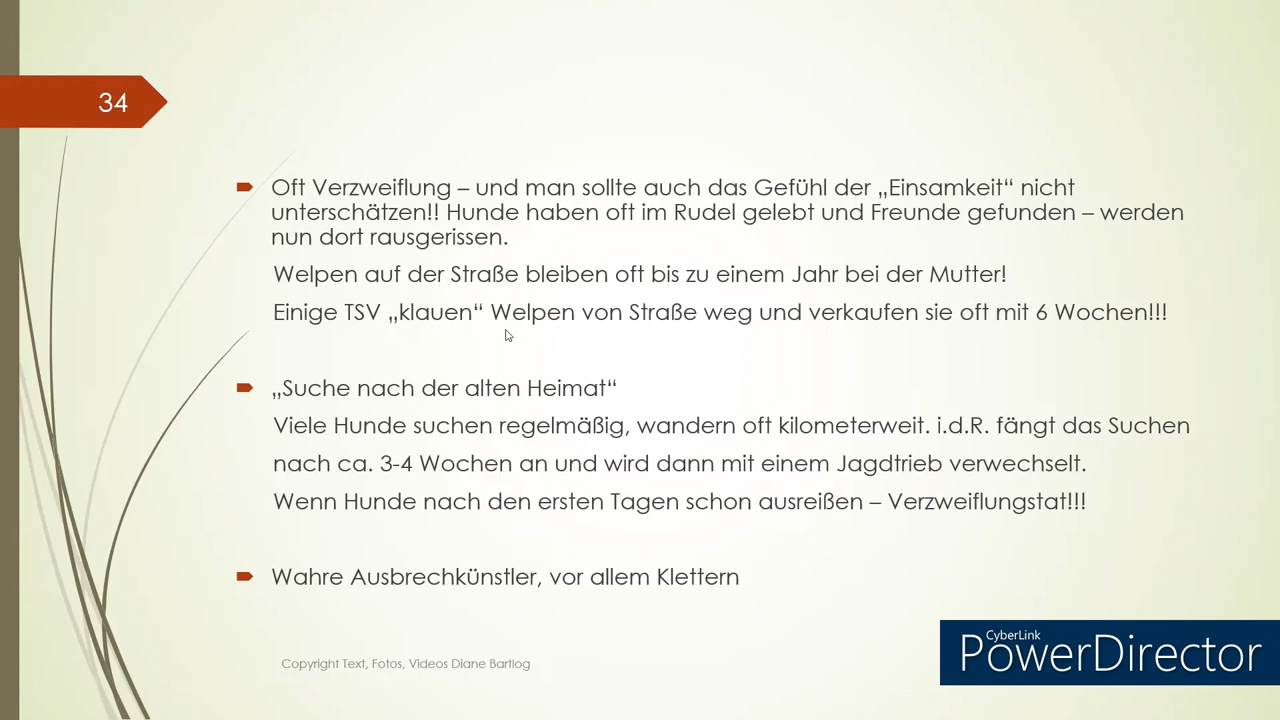 34
Oft Verzweiflung – und man sollte auch das Gefühl der „Einsamkeit“ nicht
unterschätzen!! Hunde haben oft im Rudel gelebt und Freunde gefunden – werden
nun dort rausgerissen.
Welpen auf der Straße bleiben oft bis zu einem Jahr bei der Mutter!
Einige TSV „klauen“ Welpen von Straße weg und verkaufen sie oft mit 6 Wochen!!!
„Suche nach der alten Heimat“
Viele Hunde suchen regelmäßig, wandern oft kilometerweit. i.d.R. fängt das Suchen
nach ca. 3-4 Wochen an und wird dann mit einem Jagdtrieb verwechselt.
Wenn Hunde nach den ersten Tagen schon ausreißen – Verzweiflungstat!!!
Wahre Ausbrechkünstler, vor allem Klettern
Copyright Text, Fotos, Videos Diane Bartlog
CyberLink
PowerDirector